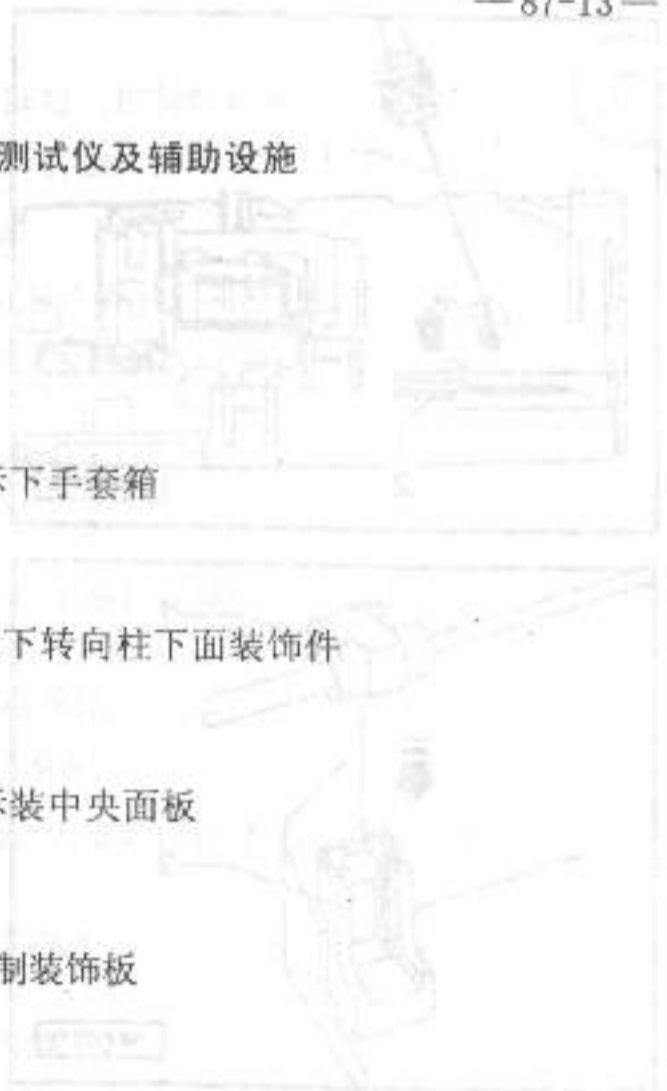 —87-13—
测试仪及辅助设施
下手套箱
下转向柱下面装饰件
装中央面板
制装饰板